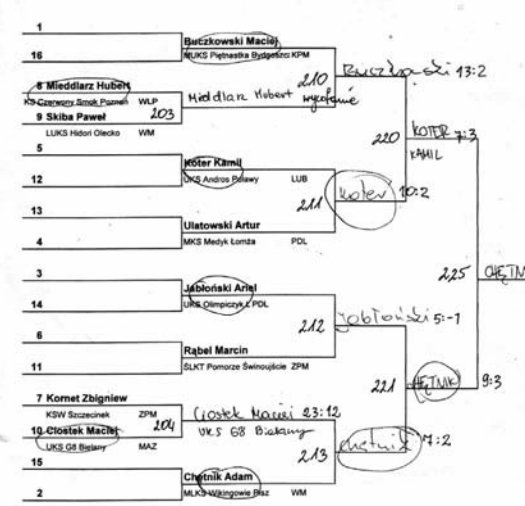 1
Buczkowski Maciej
16
MUKS Piętnastka Bydgoszcz KPM
210 Buczkowski 13:2
8 Mieddlarz Hubert
KS Czerwony Smok Poznań WLP
Mieddlarz Hubert wycofanie
203
9 Skiba Paweł
LUKS Hidori Olecko WM
220 KOTER 7:3
KAMIL
5
Koter Kamil
12
UKS Andros Puławy LUB
211 Koter 10:2
13
Ulatowski Artur
4
MKS Medyk Łomża PDL
225 CHĘTN
3
Jabłoński Ariel
14
UKS Olimpijczyk Ł PDL
212 Jabłoński 5:-1
6
Rąbel Marcin
11
ŚLKT Pomorze Świnoujście ZPM
221 CHĘTNIK 9:3
7 Kornet Zbigniew
KSW Szczecinek ZPM
204 Ciostek Maciej 23:12
10 Ciostek Maciej
UKS G8 Bielany
UKS G8 Bielany MAZ
213 Chętnik 7:2
15
Chętnik Adam
2
MLKS Wikingowie Pisz WM